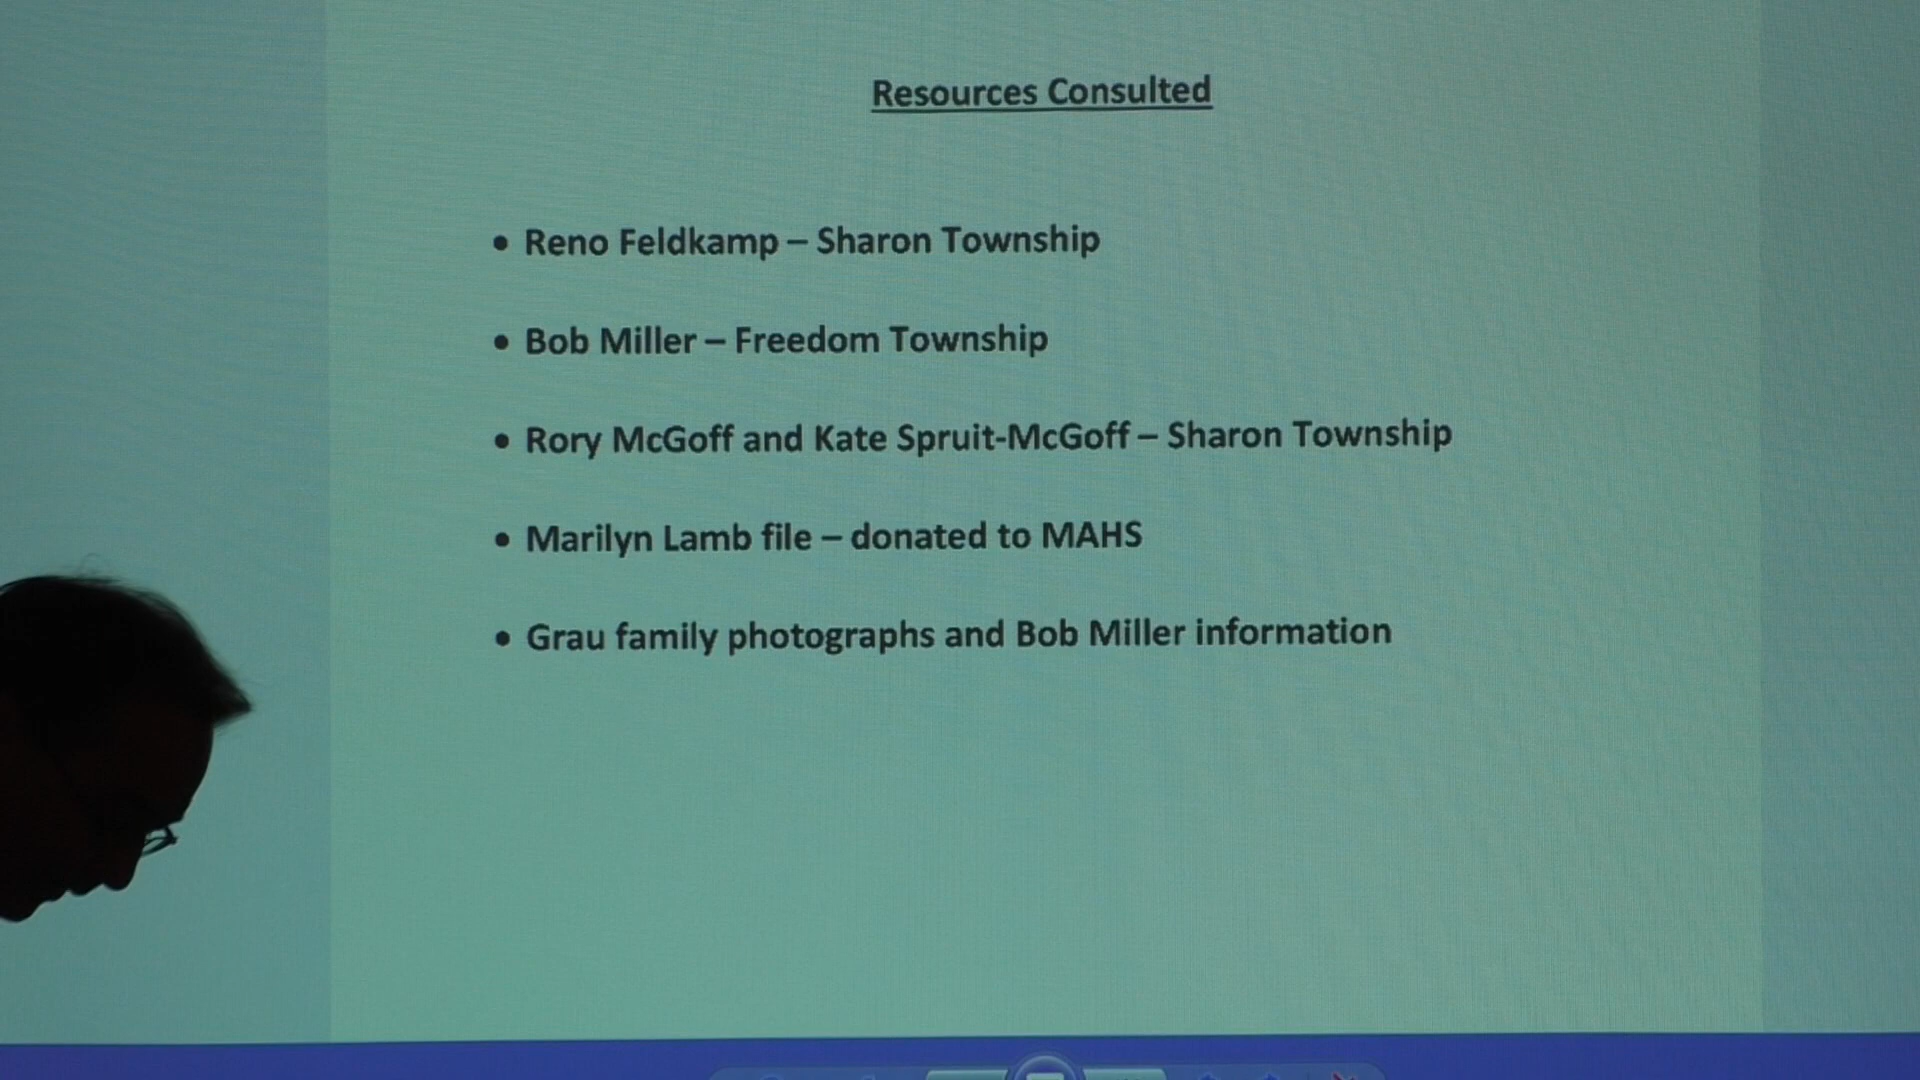 Resources Consulted
• Reno Feldkamp – Sharon Township
• Bob Miller – Freedom Township
• Rory McGoff and Kate Spruit-McGoff – Sharon Township
• Marilyn Lamb file – donated to MAHS
• Grau family photographs and Bob Miller information